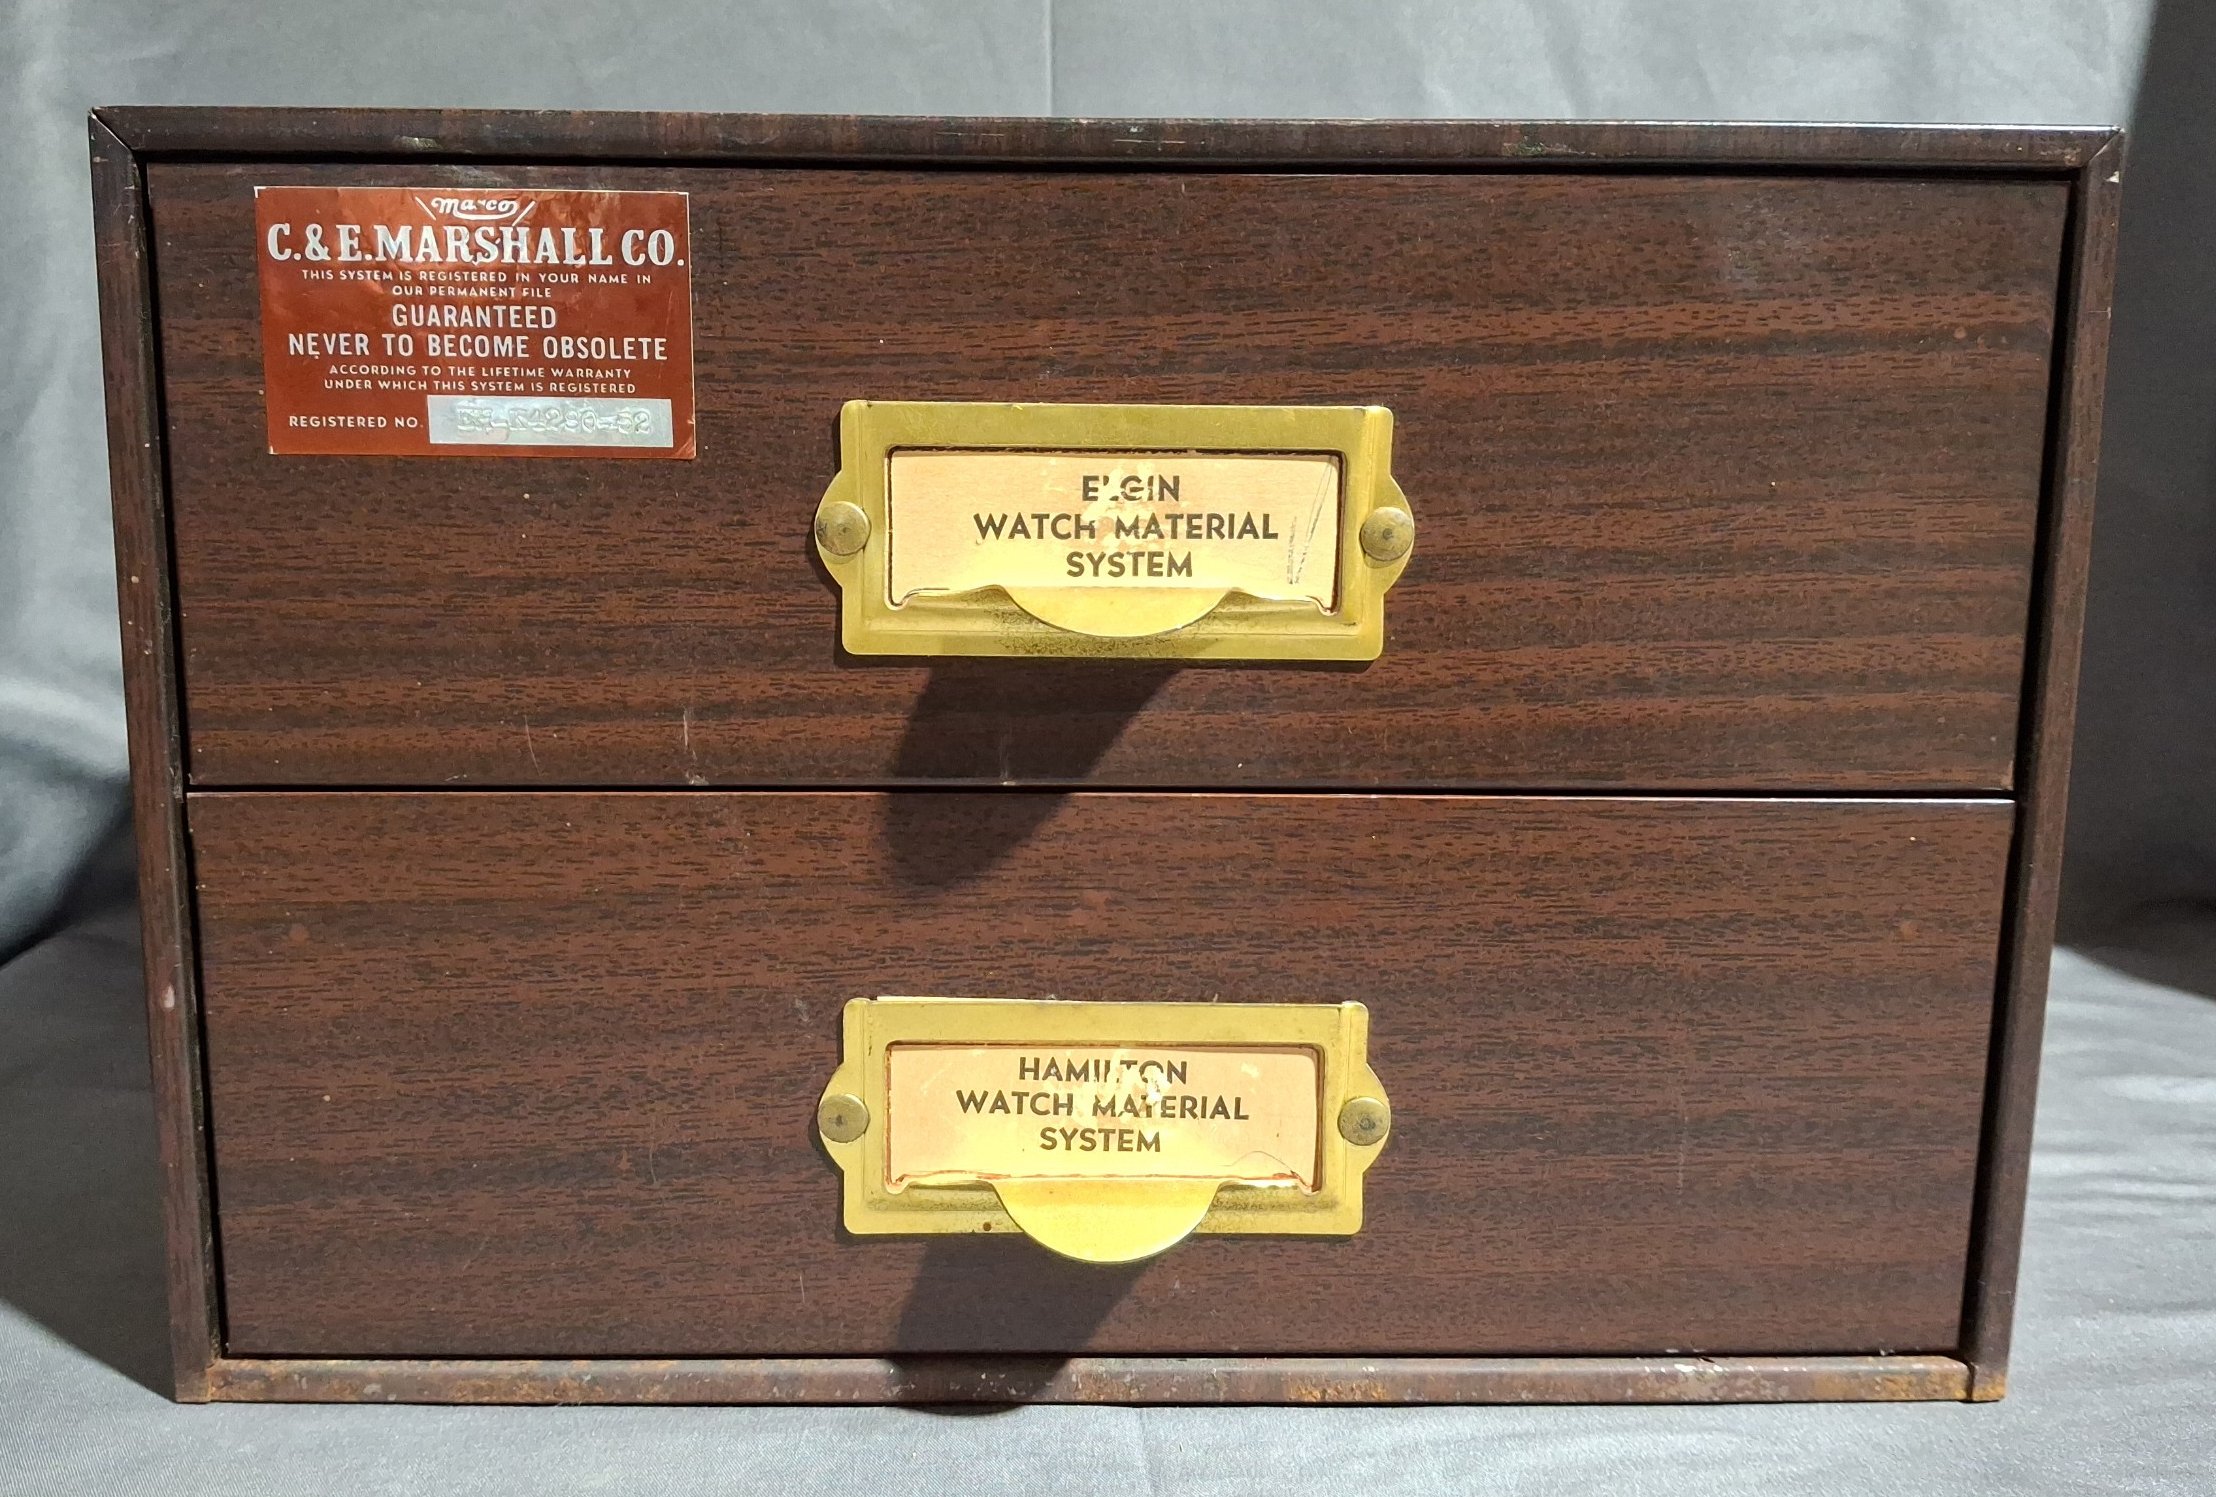 marco
C.&E.MARSHALL CO.
THIS SYSTEM IS REGISTERED IN YOUR NAME IN
OUR PERMANENT FILE
GUARANTEED
NEVER TO BECOME OBSOLETE
ACCORDING TO THE LIFETIME WARRANTY
UNDER WHICH THIS SYSTEM IS REGISTERED
REGISTERED NO.
ELGIN
WATCH MATERIAL
SYSTEM
HAMILTON
WATCH MATERIAL
SYSTEM